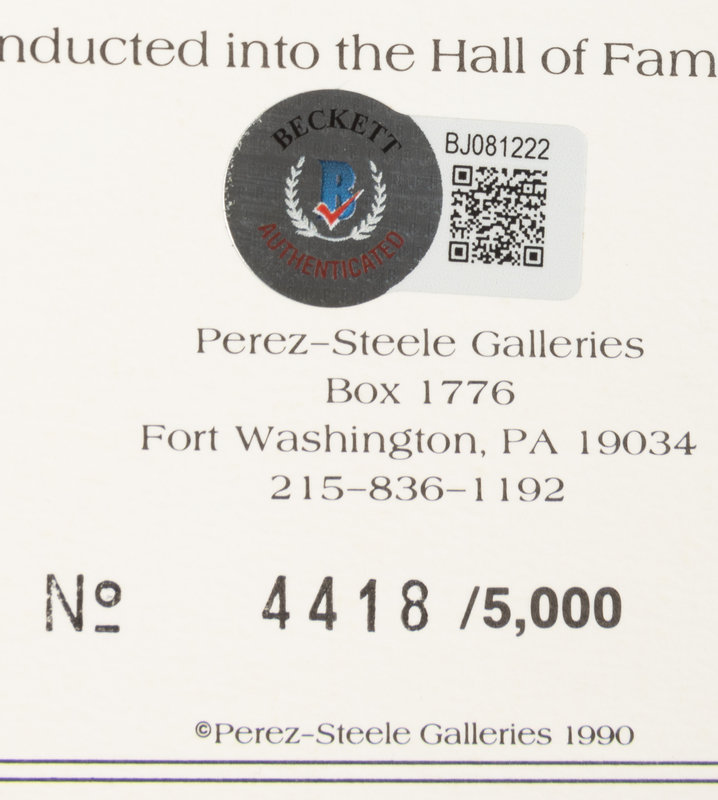 nducted into the Hall of Fam
BECKETT
B
AUTHENTICATED
BJ081222
Perez–Steele Galleries
Box 1776
Fort Washington, PA 19034
215–836–1192
Nº 4418 /5,000
©Perez–Steele Galleries 1990